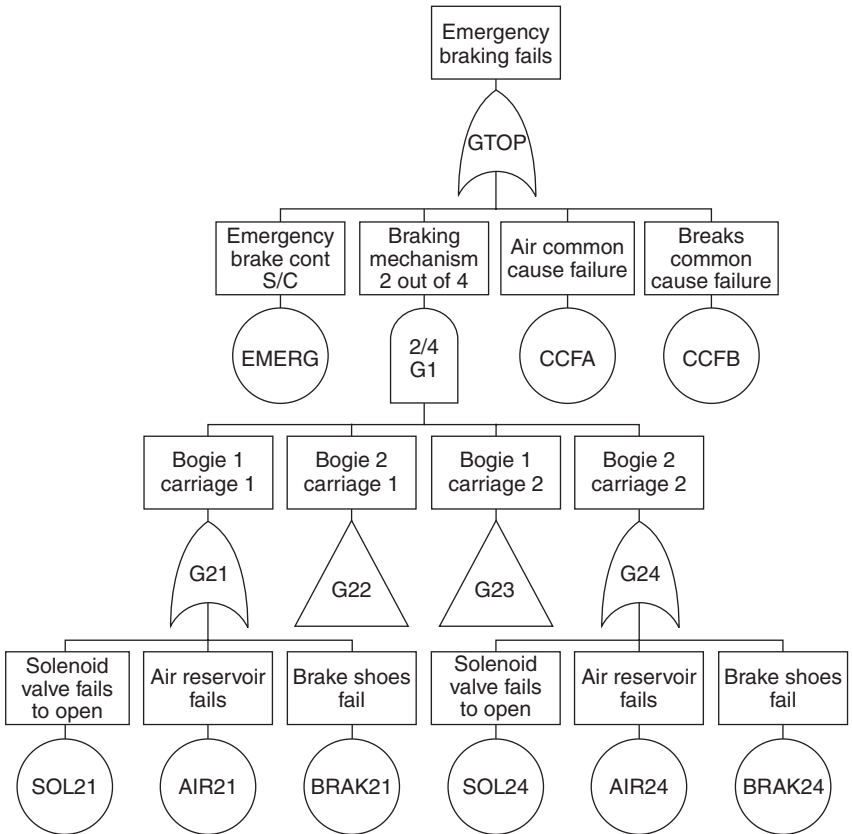 Emergency
braking fails
GTOP
Emergency
brake cont
S/C
Braking
mechanism
2 out of 4
Air common
cause failure
Breaks
common
cause failure
EMERG
2/4
G1
CCFA
CCFB
Bogie 1
carriage 1
Bogie 2
carriage 1
Bogie 1
carriage 2
Bogie 2
carriage 2
G21
G22
G23
G24
Solenoid
valve fails
to open
Air reservoir
fails
Brake shoes
fail
Solenoid
valve fails
to open
Air reservoir
fails
Brake shoes
fail
SOL21
AIR21
BRAK21
SOL24
AIR24
BRAK24